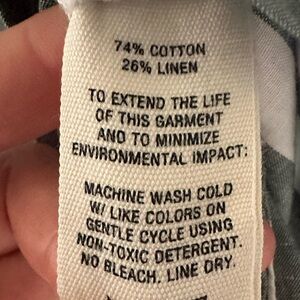 74% COTTON
26% LINEN
TO EXTEND THE LIFE
OF THIS GARMENT
AND TO MINIMIZE
ENVIRONMENTAL IMPACT:
MACHINE WASH COLD
W/ LIKE COLORS ON
GENTLE CYCLE USING
NON-TOXIC DETERGENT.
NO BLEACH. LINE DRY.